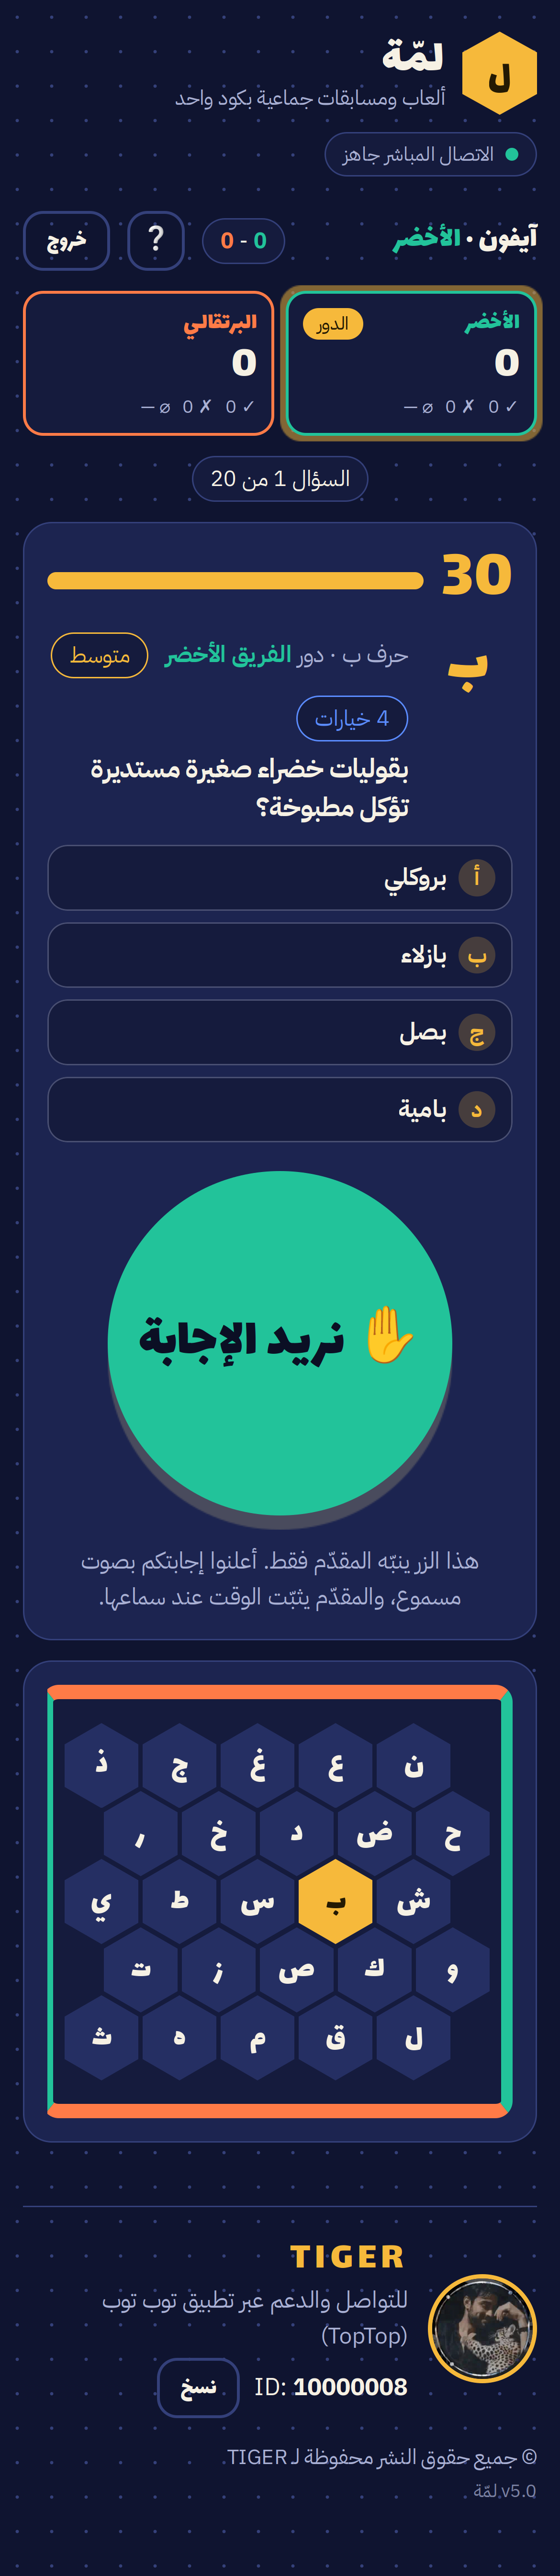 ل
لمّة
ألعاب ومسابقات جماعية بكود واحد
الاتصال المباشر جاهز
آيفون · الأخضر
0 - 0
?
خروج
الأخضر
الدور
0
✓ 0 ✗ 0 ⌀ —
البرتقالي
0
✓ 0 ✗ 0 ⌀ —
السؤال 1 من 20
30
ب
حرف ب · دور الفريق الأخضر
متوسط
4 خيارات
بقوليات خضراء صغيرة مستديرة
تؤكل مطبوخة؟
أ بروكلي
ب بازلاء
ج بصل
د بامية
✋ نريد الإجابة
هذا الزر ينبّه المقدّم فقط. أعلنوا إجابتكم بصوت
مسموع، والمقدّم يثبّت الوقت عند سماعها.
ن ع غ ج ذ
ح ض د خ ر
ش ب س ط ي
و ك ص ز ت
ل ق م ه ث
TIGER
للتواصل والدعم عبر تطبيق توب توب
(TopTop)
ID: 10000008
نسخ
© جميع حقوق النشر محفوظة لـ TIGER
لمّة v5.0